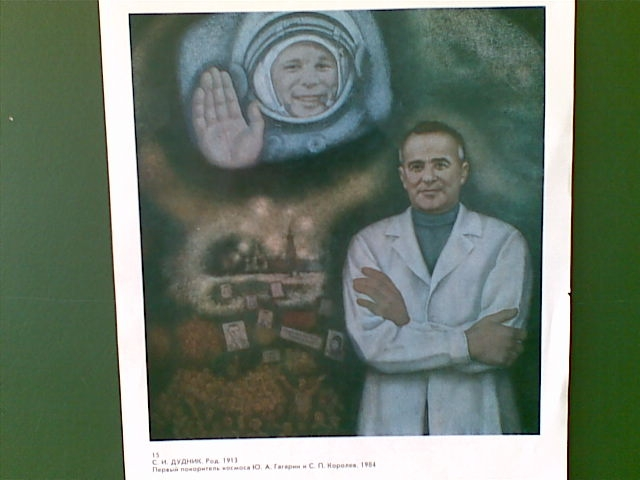 15
С. И. ДУДНИК. Род. 1913
Первый покоритель космоса Ю. А. Гагарин и С. П. Королев. 1984